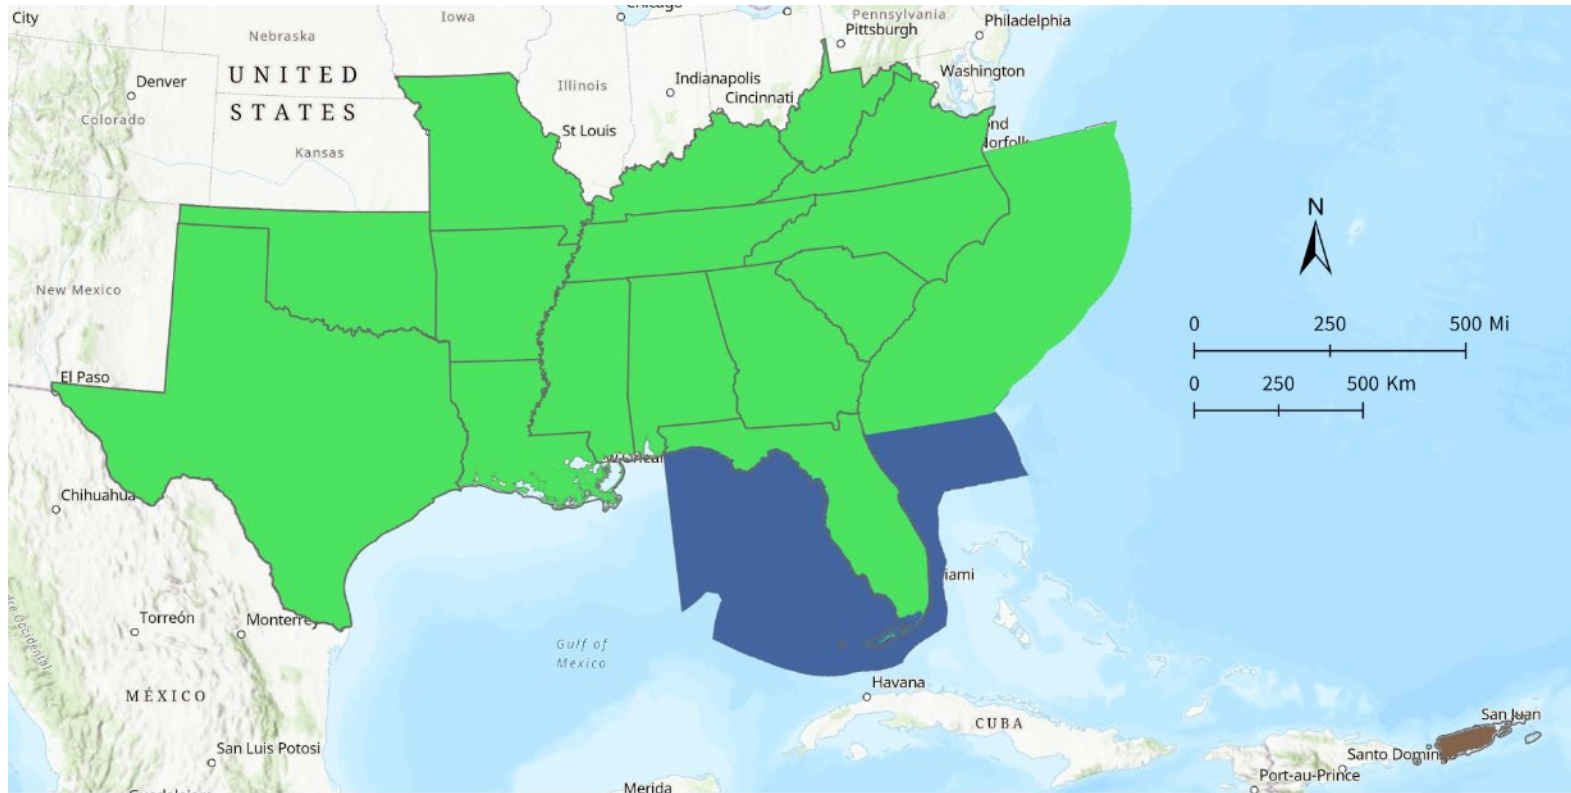 City
Iowa
Pennsylvania
Philadelphia
Pittsburgh
Nebraska
Denver
UNITED
STATES
Illinois
Indianapolis
Cincinnati
Washington
Colorado
St Louis
Kansas
New Mexico
N
0 250 500 Mi
0 250 500 Km
El Paso
Chihuahua
Torreón
Monterrey
Gulf of
Mexico
MÉXICO
San Luis Potosi
Havana
CUBA
San Juan
Santo Domingo
Port-au-Prince
Merida